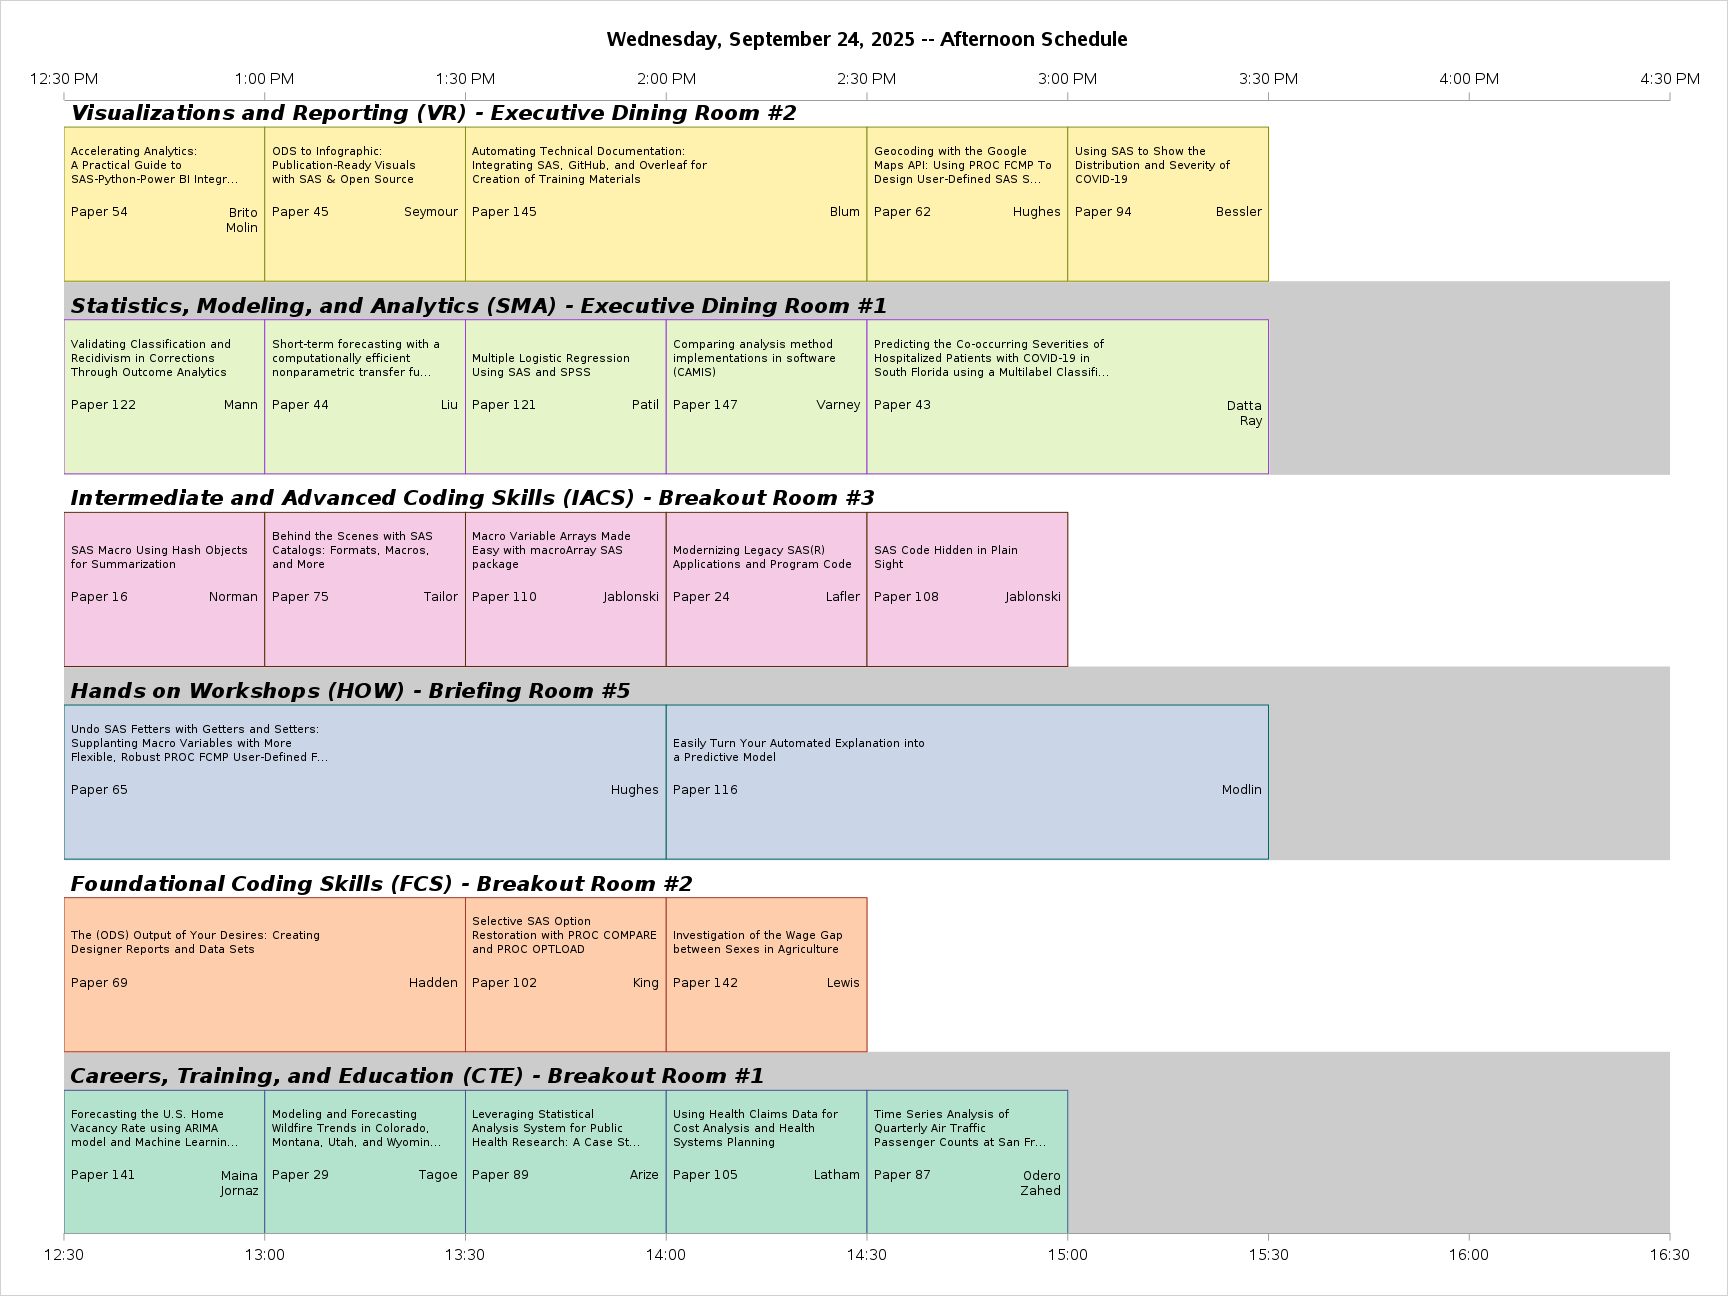 Wednesday, September 24, 2025 -- Afternoon Schedule
12:30 PM 1:00 PM 1:30 PM 2:00 PM 2:30 PM 3:00 PM 3:30 PM 4:00 PM 4:30 PM
Visualizations and Reporting (VR) - Executive Dining Room #2
Accelerating Analytics:
A Practical Guide to
SAS-Python-Power BI Integr...
Paper 54 Brito
Molin
ODS to Infographic:
Publication-Ready Visuals
with SAS & Open Source
Paper 45 Seymour
Automating Technical Documentation:
Integrating SAS, GitHub, and Overleaf for
Creation of Training Materials
Paper 145 Blum
Geocoding with the Google
Maps API: Using PROC FCMP To
Design User-Defined SAS S...
Paper 62 Hughes
Using SAS to Show the
Distribution and Severity of
COVID-19
Paper 94 Bessler
Statistics, Modeling, and Analytics (SMA) - Executive Dining Room #1
Validating Classification and
Recidivism in Corrections
Through Outcome Analytics
Paper 122 Mann
Short-term forecasting with a
computationally efficient
nonparametric transfer fu...
Paper 44 Liu
Multiple Logistic Regression
Using SAS and SPSS
Paper 121 Patil
Comparing analysis method
implementations in software
(CAMIS)
Paper 147 Varney
Predicting the Co-occurring Severities of
Hospitalized Patients with COVID-19 in
South Florida using a Multilabel Classifi...
Paper 43 Datta
Ray
Intermediate and Advanced Coding Skills (IACS) - Breakout Room #3
SAS Macro Using Hash Objects
for Summarization
Paper 16 Norman
Behind the Scenes with SAS
Catalogs: Formats, Macros,
and More
Paper 75 Tailor
Macro Variable Arrays Made
Easy with macroArray SAS
package
Paper 110 Jablonski
Modernizing Legacy SAS(R)
Applications and Program Code
Paper 24 Lafler
SAS Code Hidden in Plain
Sight
Paper 108 Jablonski
Hands on Workshops (HOW) - Briefing Room #5
Undo SAS Fetters with Getters and Setters:
Supplanting Macro Variables with More
Flexible, Robust PROC FCMP User-Defined F...
Paper 65 Hughes
Easily Turn Your Automated Explanation into
a Predictive Model
Paper 116 Modlin
Foundational Coding Skills (FCS) - Breakout Room #2
The (ODS) Output of Your Desires: Creating
Designer Reports and Data Sets
Paper 69 Hadden
Selective SAS Option
Restoration with PROC COMPARE
and PROC OPTLOAD
Paper 102 King
Investigation of the Wage Gap
between Sexes in Agriculture
Paper 142 Lewis
Careers, Training, and Education (CTE) - Breakout Room #1
Forecasting the U.S. Home
Vacancy Rate using ARIMA
model and Machine Learnin...
Paper 141 Maina
Jornaz
Modeling and Forecasting
Wildfire Trends in Colorado,
Montana, Utah, and Wyomin...
Paper 29 Tagoe
Leveraging Statistical
Analysis System for Public
Health Research: A Case St...
Paper 89 Arize
Using Health Claims Data for
Cost Analysis and Health
Systems Planning
Paper 105 Latham
Time Series Analysis of
Quarterly Air Traffic
Passenger Counts at San Fr...
Paper 87 Odero
Zahed
12:30 13:00 13:30 14:00 14:30 15:00 15:30 16:00 16:30